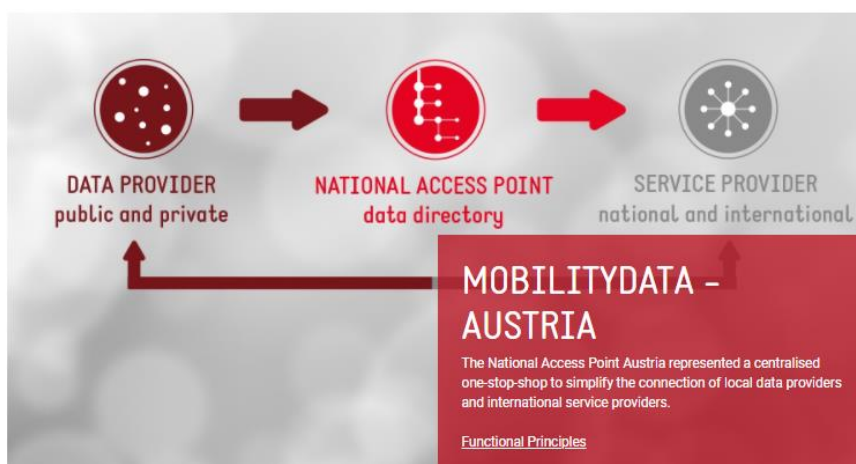 DATA PROVIDER
public and private
NATIONAL ACCESS POINT
data directory
SERVICE PROVIDER
national and international
MOBILITYDATA –
AUSTRIA
The National Access Point Austria represented a centralised
one-stop-shop to simplify the connection of local data providers
and international service providers.
Functional Principles